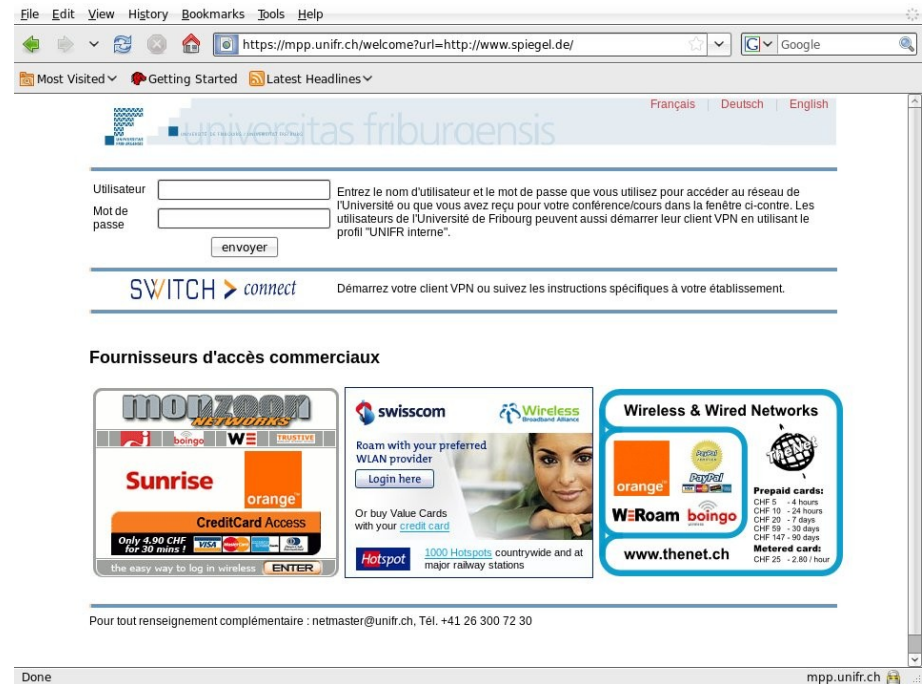 File Edit View History Bookmarks Tools Help
https://mpp.unifr.ch/welcome?url=http://www.spiegel.de/
G Google
Most Visited Getting Started Latest Headlines
Français | Deutsch | English
universitas friburgensis
Utilisateur
Mot de passe
envoyer
Entrez le nom d'utilisateur et le mot de passe que vous utilisez pour accéder au réseau de
l'Université ou que vous avez reçu pour votre conférence/cours dans la fenêtre ci-contre. Les
utilisateurs de l'Université de Fribourg peuvent aussi démarrer leur client VPN en utilisant le
profil "UNIFR interne".
SWITCH > connect
Démarrez votre client VPN ou suivez les instructions spécifiques à votre établissement.
Fournisseurs d'accès commerciaux
monzoon
NETWORKS
boingo WE TRUSTIVE
Sunrise
orange™
CreditCard Access
Only 4.90 CHF
for 30 mins !
VISA
the easy way to log in wireless ENTER
swisscom
Wireless
Broadband Alliance
Roam with your preferred
WLAN provider
Login here
Or buy Value Cards
with your credit card
Hotspot
1000 Hotspots countrywide and at
major railway stations
Wireless & Wired Networks
orange™
PayPal
PayPal
VISA
WERoam boingo
www.thenet.ch
TheNet
Prepaid cards:
CHF 5 - 4 hours
CHF 10 - 24 hours
CHF 20 - 7 days
CHF 59 - 30 days
CHF 147 - 90 days
Metered card:
CHF 25 - 2.80 / hour
Pour tout renseignement complémentaire : netmaster@unifr.ch, Tél. +41 26 300 72 30
Done
mpp.unifr.ch